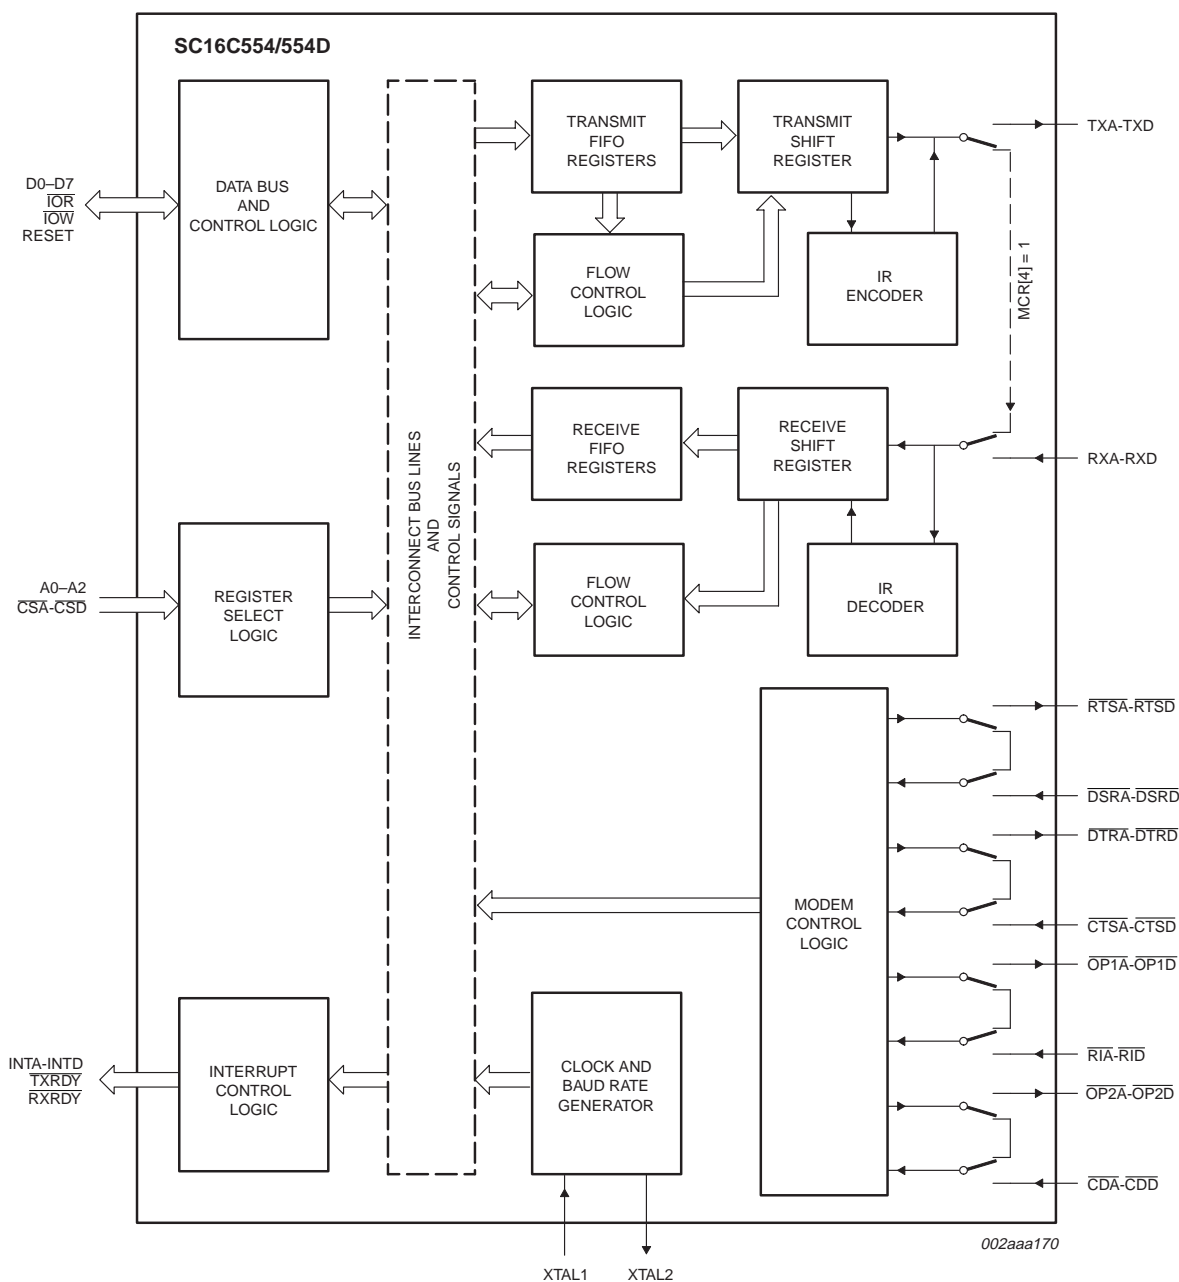 SC16C554/554D
D0–D7
IOR
IOW
RESET
DATA BUS
AND
CONTROL LOGIC
TRANSMIT
FIFO
REGISTERS
TRANSMIT
SHIFT
REGISTER
TXA-TXD
FLOW
CONTROL
LOGIC
IR
ENCODER
MCR[4] = 1
INTERCONNECT BUS LINES
AND
CONTROL SIGNALS
RECEIVE
FIFO
REGISTERS
RECEIVE
SHIFT
REGISTER
RXA-RXD
A0–A2
CSA-CSD
REGISTER
SELECT
LOGIC
FLOW
CONTROL
LOGIC
IR
DECODER
MODEM
CONTROL
LOGIC
RTSA-RTSD
DSRA-DSRD
DTRA-DTRD
CTSA-CTSD
OP1A-OP1D
RIA-RID
OP2A-OP2D
CDA-CDD
INTA-INTD
TXRDY
RXRDY
INTERRUPT
CONTROL
LOGIC
CLOCK AND
BAUD RATE
GENERATOR
XTAL1
XTAL2
002aaa170